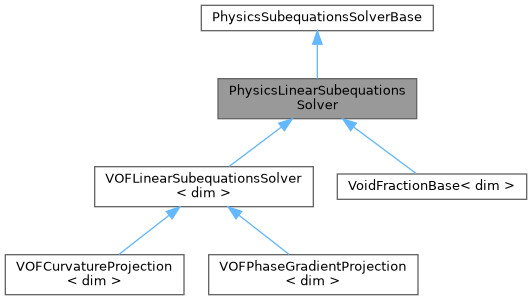 PhysicsSubequationsSolverBase
PhysicsLinearSubequations
Solver
VOFLinearSubequationsSolver
< dim >
VoidFractionBase< dim >
VOFCurvatureProjection
< dim >
VOFPhaseGradientProjection
< dim >